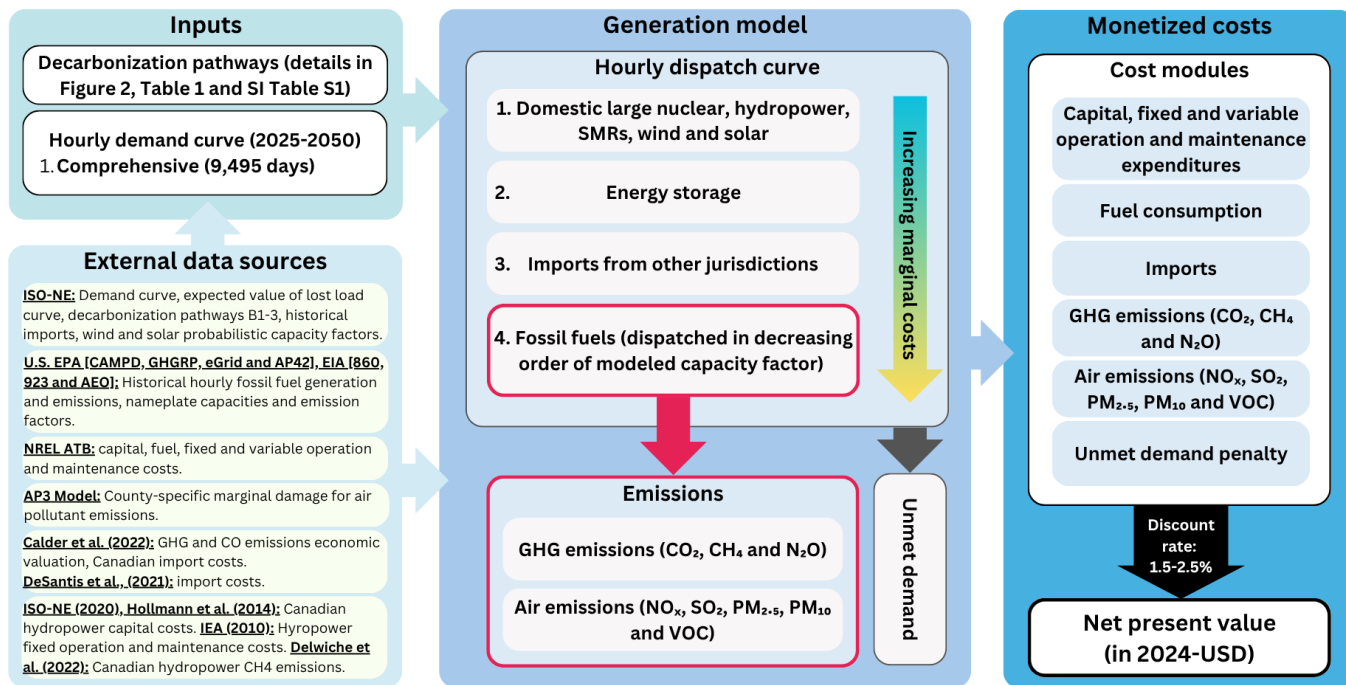 Inputs
Decarbonization pathways (details in
Figure 2, Table 1 and SI Table S1)
Hourly demand curve (2025-2050)
1. Comprehensive (9,495 days)
External data sources
ISO-NE: Demand curve, expected value of lost load
curve, decarbonization pathways B1-3, historical
imports, wind and solar probabilistic capacity factors.
U.S. EPA [CAMPD, GHGRP, eGrid and AP42], EIA [860,
923 and AEO]: Historical hourly fossil fuel generation
and emissions, nameplate capacities and emission
factors.
NREL ATB: capital, fuel, fixed and variable operation
and maintenance costs.
AP3 Model: County-specific marginal damage for air
pollutant emissions.
Calder et al. (2022): GHG and CO emissions economic
valuation, Canadian import costs.
DeSantis et al., (2021): import costs.
ISO-NE (2020), Hollmann et al. (2014): Canadian
hydropower capital costs. IEA (2010): Hyropower
fixed operation and maintenance costs. Delwiche et
al. (2022): Canadian hydropower CH4 emissions.
Generation model
Hourly dispatch curve
1. Domestic large nuclear, hydropower,
SMRs, wind and solar
2. Energy storage
3. Imports from other jurisdictions
4. Fossil fuels (dispatched in decreasing
order of modeled capacity factor)
Increasing marginal costs
Emissions
GHG emissions (CO₂, CH₄ and N₂O)
Air emissions (NOₓ, SO₂, PM₂.₅, PM₁₀
and VOC)
Unmet demand
Monetized costs
Cost modules
Capital, fixed and variable
operation and maintenance
expenditures
Fuel consumption
Imports
GHG emissions (CO₂, CH₄
and N₂O)
Air emissions (NOₓ, SO₂,
PM₂.₅, PM₁₀ and VOC)
Unmet demand penalty
Discount
rate:
1.5-2.5%
Net present value
(in 2024-USD)